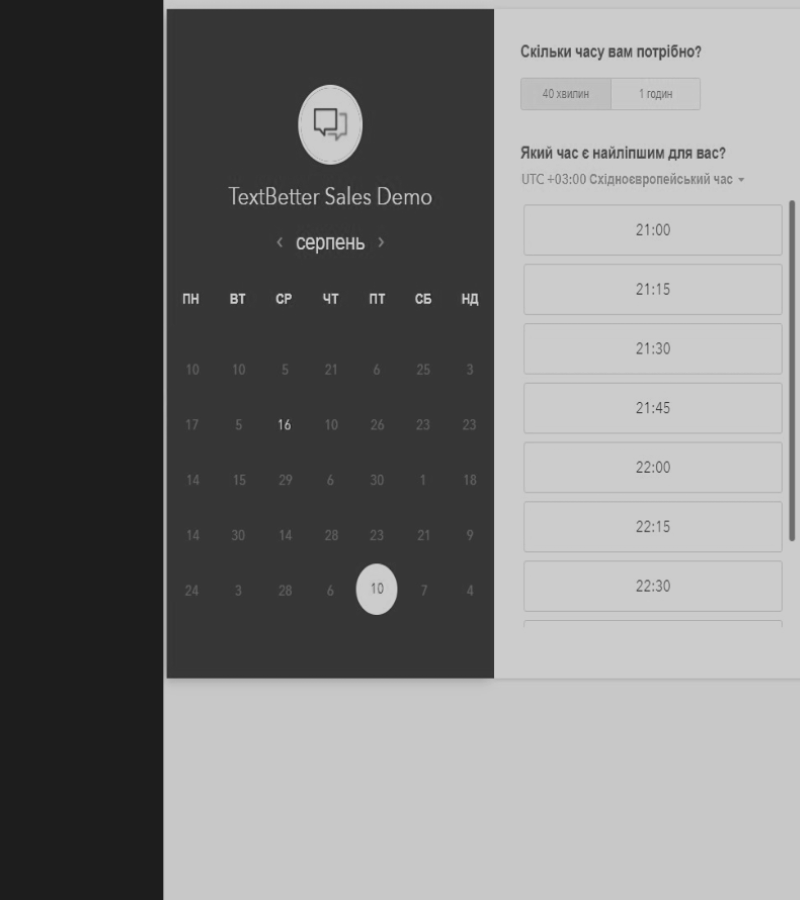 TextBetter Sales Demo
‹ серпень ›
ПН ВТ СР ЧТ ПТ СБ НД
10 10 5 21 6 25 3
17 5 16 10 26 23 23
14 15 29 6 30 1 18
14 30 14 28 23 21 9
24 3 28 6 10 7 4
Скільки часу вам потрібно?
40 хвилин 1 годин
Який час є найліпшим для вас?
UTC +03:00 Східноєвропейський час
21:00
21:15
21:30
21:45
22:00
22:15
22:30